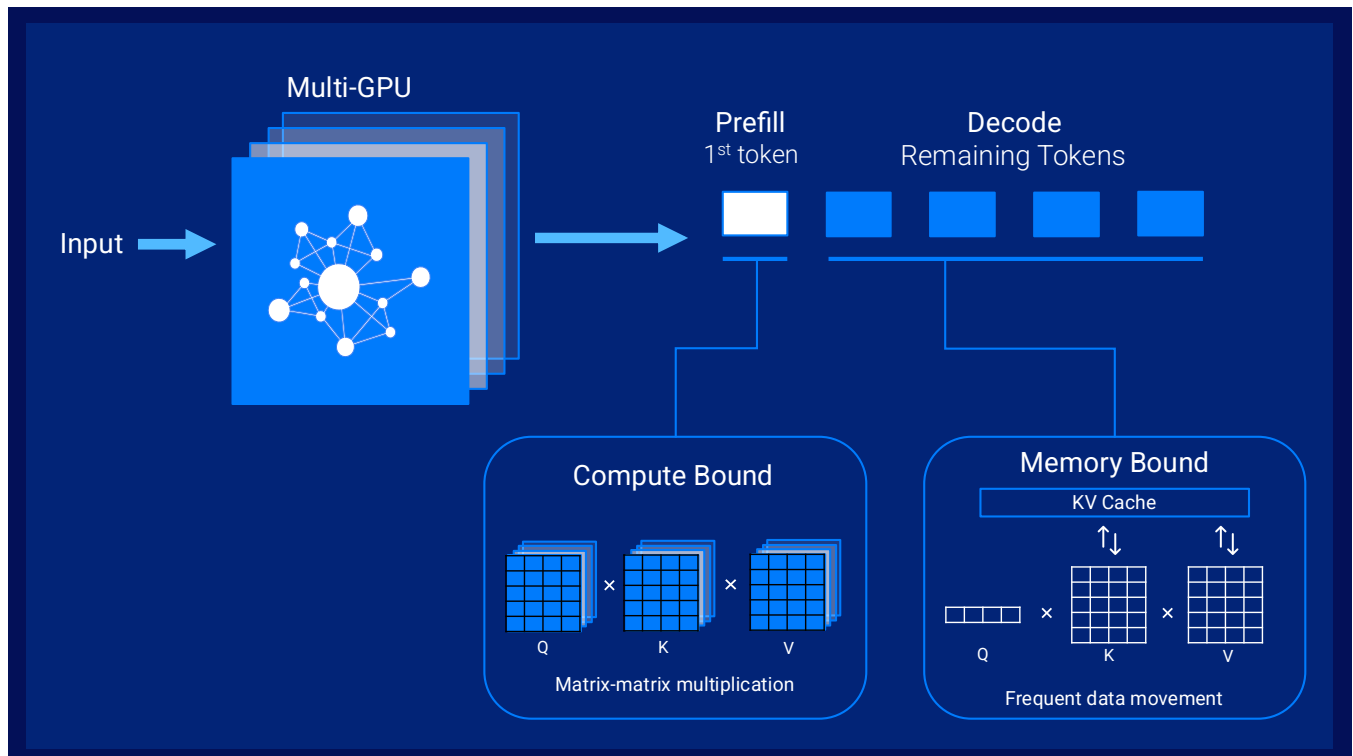 Multi-GPU
Input
Prefill
1st token
Decode
Remaining Tokens
Compute Bound
× ×
Q K V
Matrix-matrix multiplication
Memory Bound
KV Cache
↑↓ ↑↓
× ×
Q K V
Frequent data movement